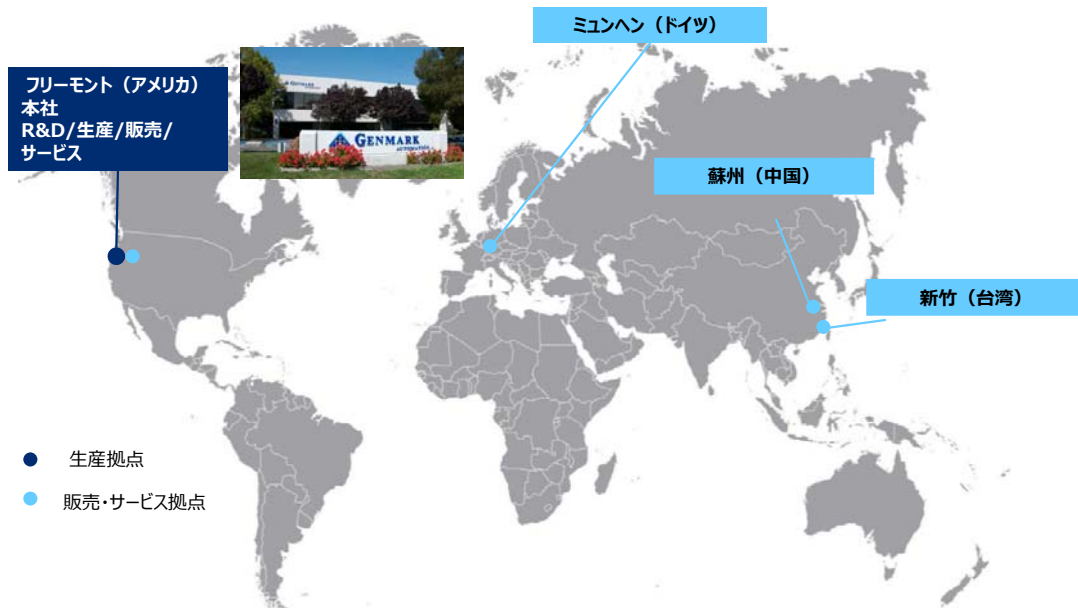 ミュンヘン（ドイツ）
フリーモント（アメリカ）
本社
R&D/生産/販売/
サービス
GENMARK
GENMARK
AUTOMATION
蘇州（中国）
新竹（台湾）
生産拠点
販売・サービス拠点